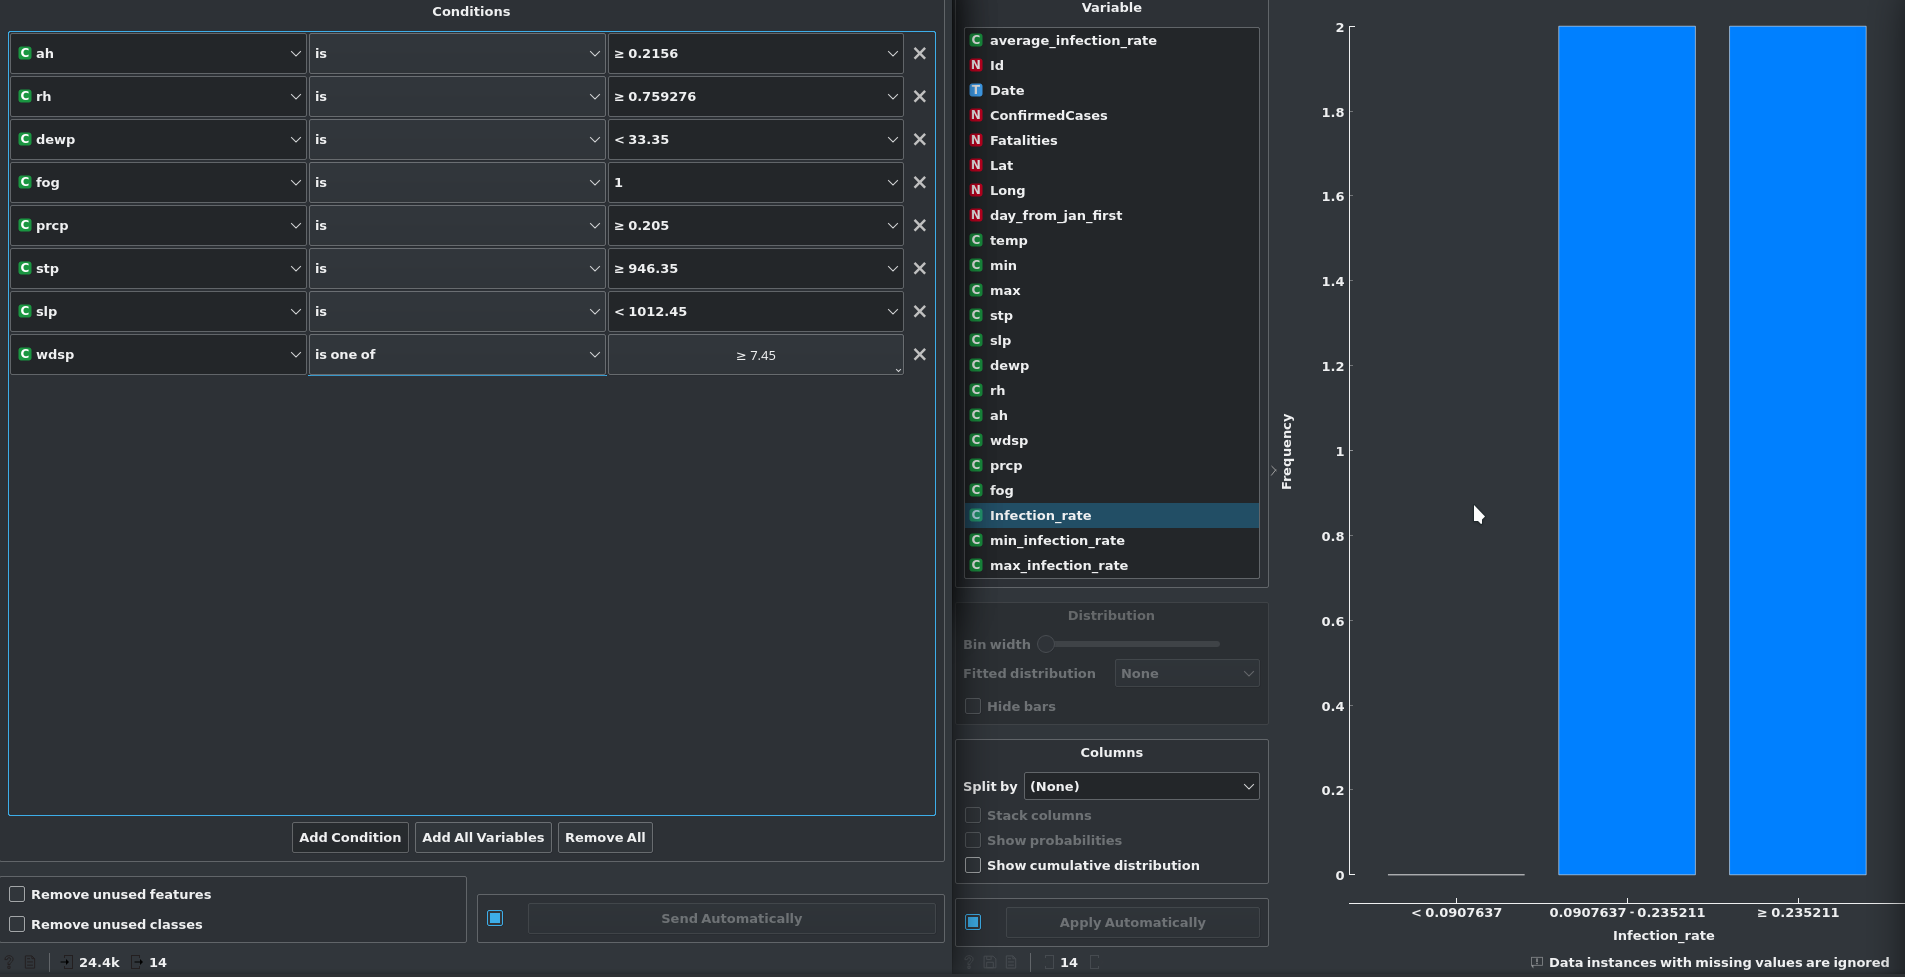 Conditions
C ah is ≥ 0.2156
C rh is ≥ 0.759276
C dewp is < 33.35
C fog is 1
C prcp is ≥ 0.205
C stp is ≥ 946.35
C slp is < 1012.45
C wdsp is one of ≥ 7.45
Add Condition Add All Variables Remove All
Remove unused features
Remove unused classes
Send Automatically
? 24.4k 14
Variable
C average_infection_rate
N Id
T Date
N ConfirmedCases
N Fatalities
N Lat
N Long
N day_from_jan_first
C temp
C min
C max
C stp
C slp
C dewp
C rh
C ah
C wdsp
C prcp
C fog
C Infection_rate
C min_infection_rate
C max_infection_rate
Distribution
Bin width
Fitted distribution None
Hide bars
Columns
Split by (None)
Stack columns
Show probabilities
Show cumulative distribution
Apply Automatically
? 14
Frequency
2
1.8
1.6
1.4
1.2
1
0.8
0.6
0.4
0.2
0
< 0.0907637 0.0907637 - 0.235211 ≥ 0.235211
Infection_rate
Data instances with missing values are ignored